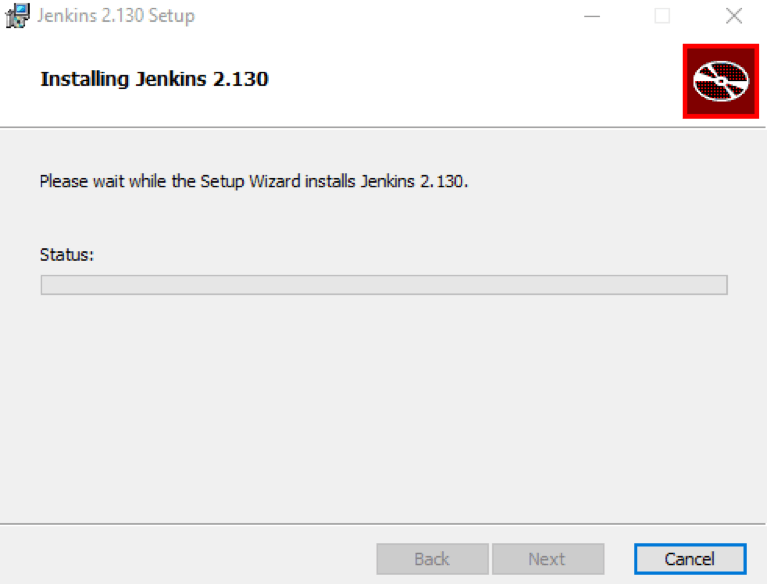 Jenkins 2.130 Setup
Installing Jenkins 2.130
Please wait while the Setup Wizard installs Jenkins 2.130.
Status:
Back
Next
Cancel